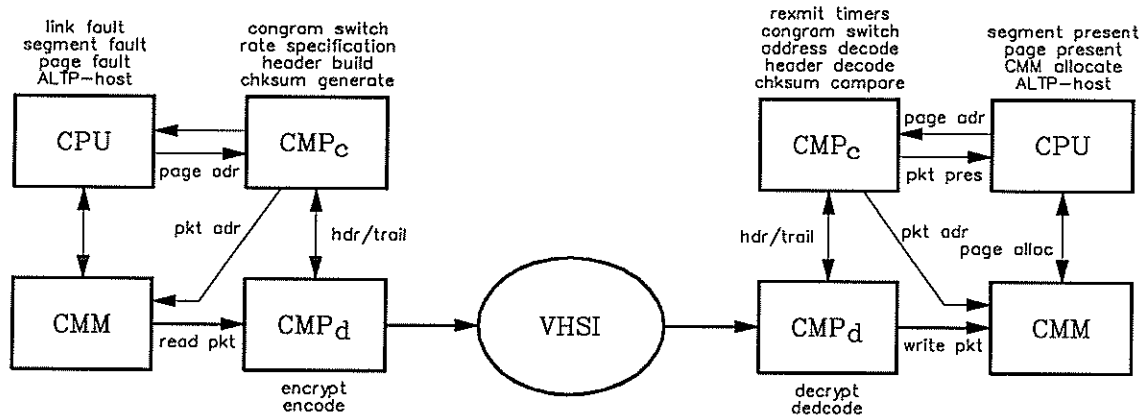 link fault
segment fault
page fault
ALTP-host
congram switch
rate specification
header build
chksum generate
CPU
CMPc
page adr
pkt adr
hdr/trail
CMM
read pkt
CMPd
encrypt
encode
VHSI
rexmit timers
congram switch
address decode
header decode
chksum compare
segment present
page present
CMM allocate
ALTP-host
CMPc
page adr
pkt pres
CPU
hdr/trail
pkt adr
page alloc
CMPd
write pkt
CMM
decrypt
dedcode